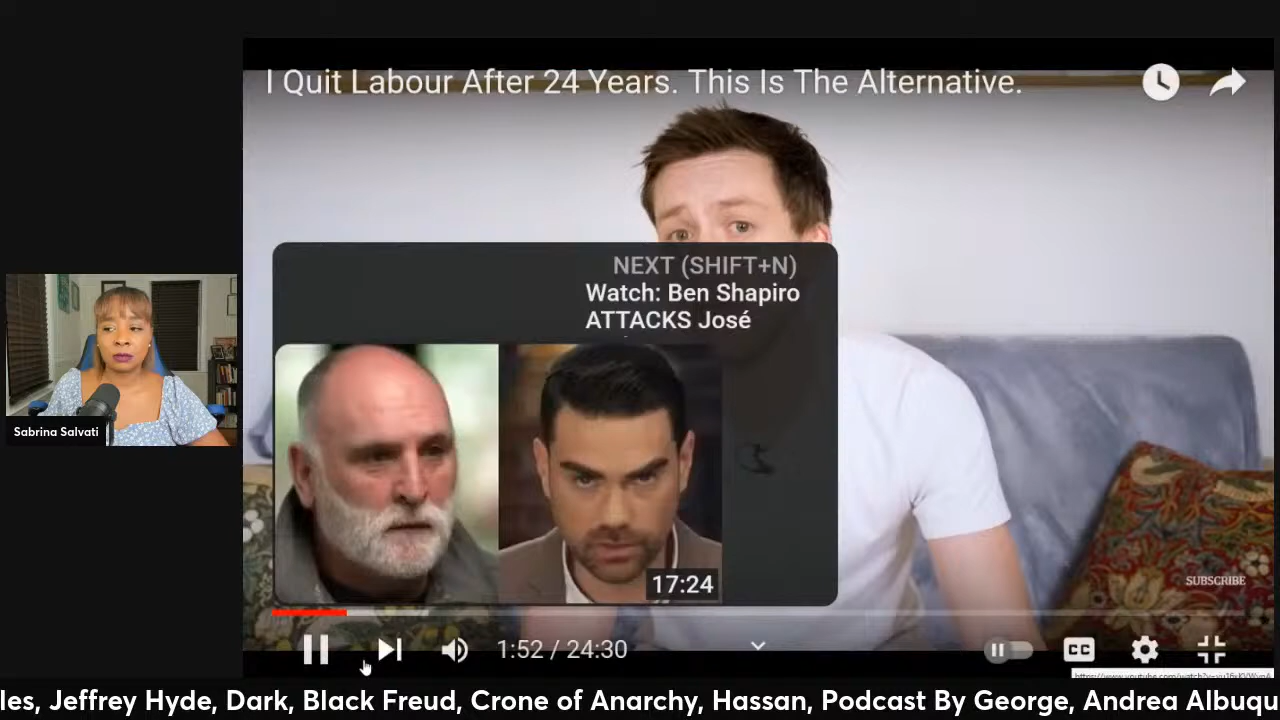 I Quit Labour After 24 Years. This Is The Alternative.
NEXT (SHIFT+N)
Watch: Ben Shapiro
ATTACKS José
17:24
Sabrina Salvati
SUBSCRIBE
1:52 / 24:30
CC
les, Jeffrey Hyde, Dark, Black Freud, Crone of Anarchy, Hassan, Podcast By George, Andrea Albuqu